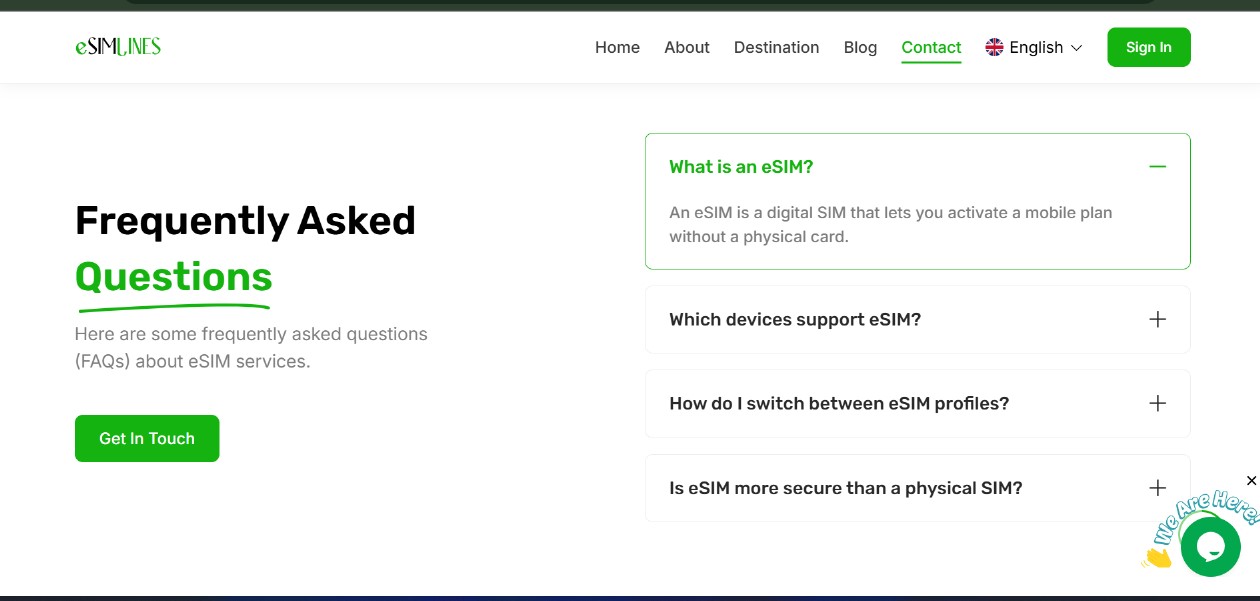 eSIMLINES
Home About Destination Blog Contact English Sign In
Frequently Asked
Questions
Here are some frequently asked questions
(FAQs) about eSIM services.
Get In Touch
What is an eSIM?
An eSIM is a digital SIM that lets you activate a mobile plan
without a physical card.
Which devices support eSIM?
How do I switch between eSIM profiles?
Is eSIM more secure than a physical SIM?
We Are Here!